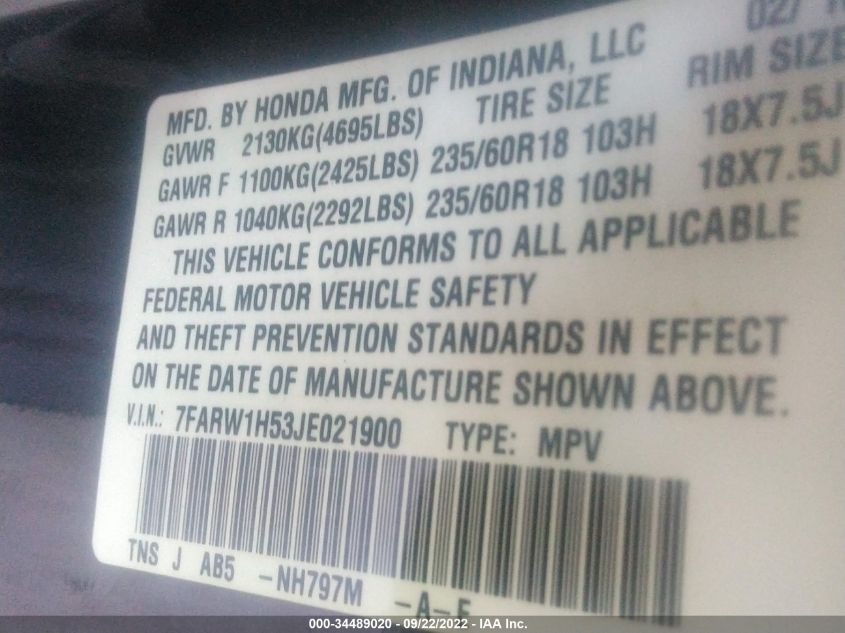 02/
MFD. BY HONDA MFG. OF INDIANA, LLC
GVWR 2130KG(4695LBS) TIRE SIZE RIM SIZE
GAWR F 1100KG(2425LBS) 235/60R18 103H 18X7.5J
GAWR R 1040KG(2292LBS) 235/60R18 103H 18X7.5J
THIS VEHICLE CONFORMS TO ALL APPLICABLE
FEDERAL MOTOR VEHICLE SAFETY
AND THEFT PREVENTION STANDARDS IN EFFECT
ON THE DATE OF MANUFACTURE SHOWN ABOVE.
V.I.N.: 7FARW1H53JE021900 TYPE: MPV
TNS J AB5 -NH797M -A-
000-34489020 - 09/22/2022 - IAA Inc.